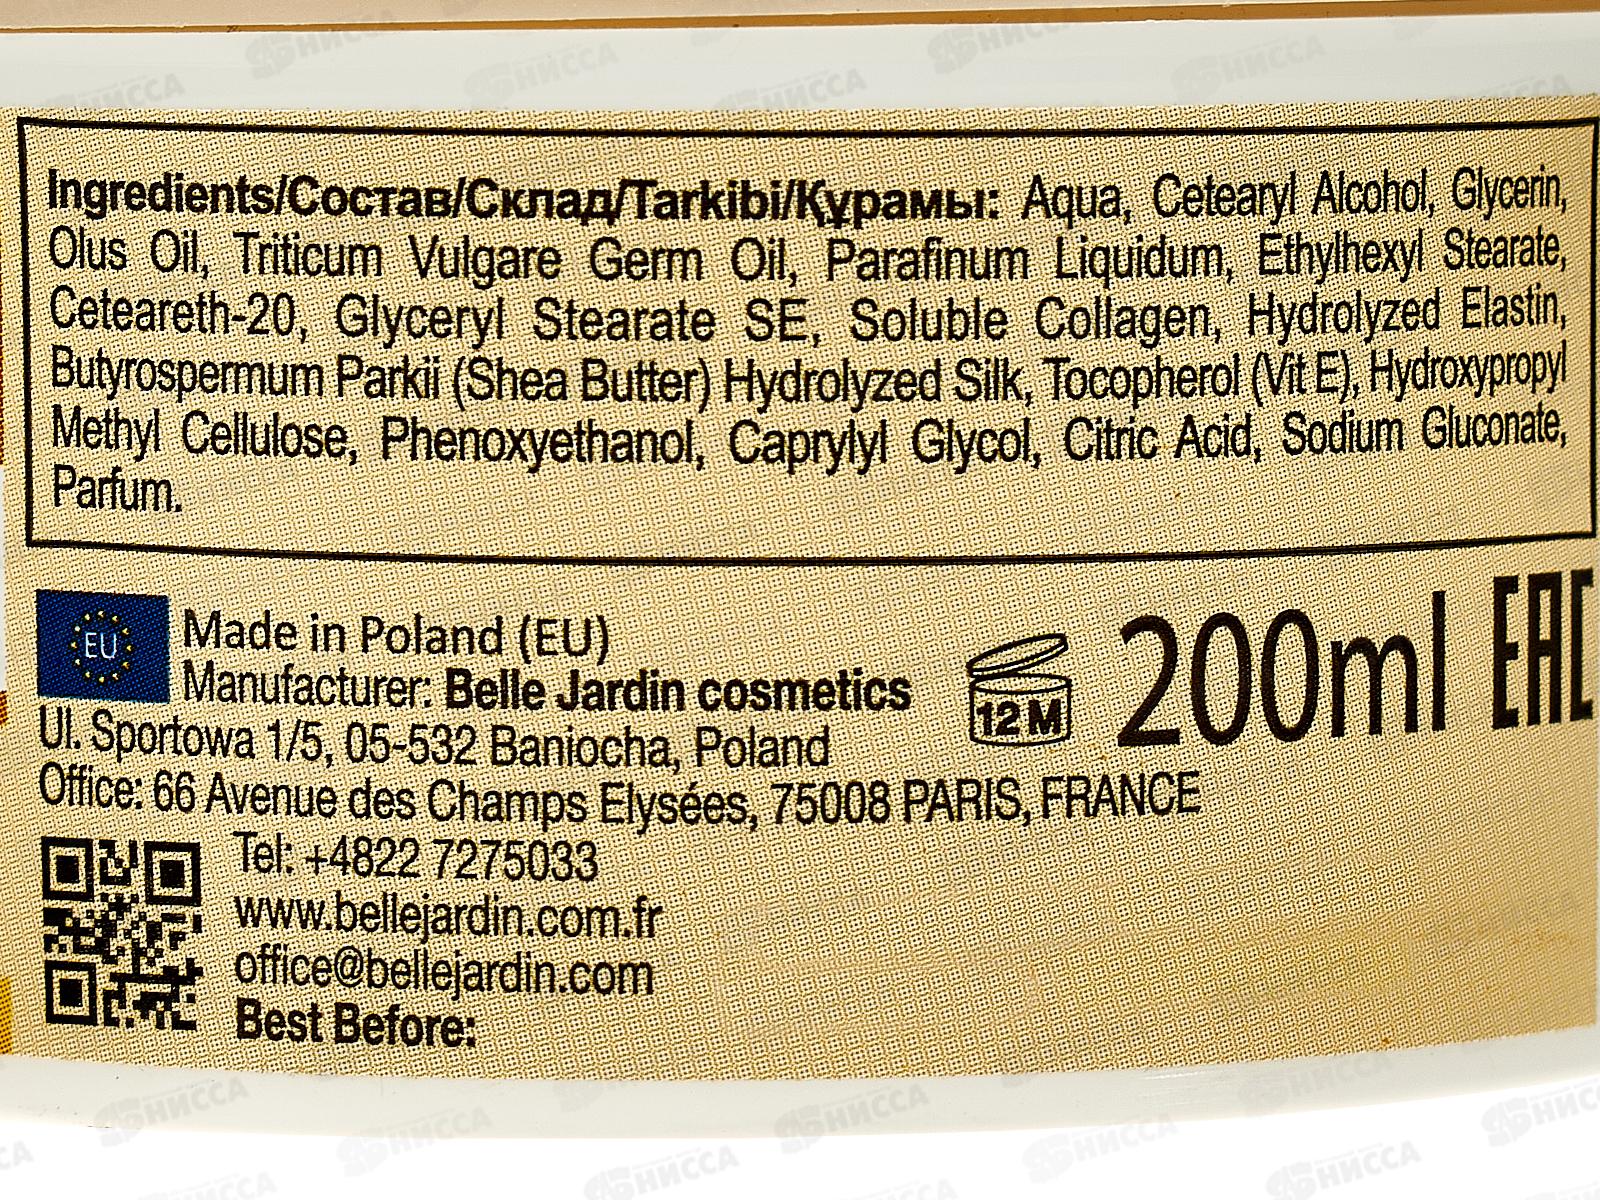 Ingredients/Состав/Склад/Tarkibi/Құрамы: Aqua, Cetearyl Alcohol, Glycerin,
Olus Oil, Triticum Vulgare Germ Oil, Parafinum Liquidum, Ethylhexyl Stearate,
Ceteareth-20, Glyceryl Stearate SE, Soluble Collagen, Hydrolyzed Elastin,
Butyrospermum Parkii (Shea Butter) Hydrolyzed Silk, Tocopherol (Vit E), Hydroxypropyl
Methyl Cellulose, Phenoxyethanol, Caprylyl Glycol, Citric Acid, Sodium Gluconate,
Parfum.
EU
Made in Poland (EU)
Manufacturer: Belle Jardin cosmetics
Ul. Sportowa 1/5, 05-532 Baniocha, Poland
Office: 66 Avenue des Champs Elysées, 75008 PARIS, FRANCE
12M
200ml
EAC
Tel: +4822 7275033
www.bellejardin.com.fr
office@bellejardin.com
Best Before: